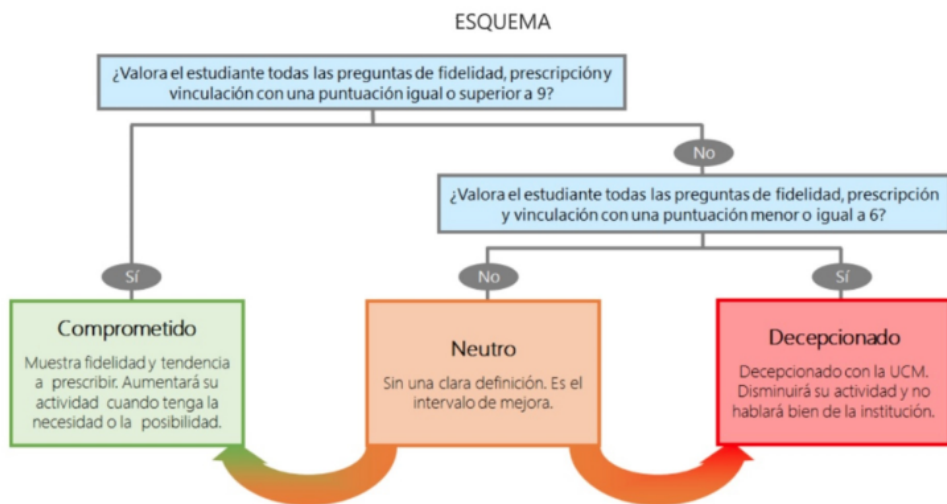 ESQUEMA
¿Valora el estudiante todas las preguntas de fidelidad, prescripción y
vinculación con una puntuación igual o superior a 9?
No
¿Valora el estudiante todas las preguntas de fidelidad, prescripción
y vinculación con una puntuación menor o igual a 6?
Sí
No
Sí
Comprometido
Muestra fidelidad y tendencia
a prescribir. Aumentará su
actividad cuando tenga la
necesidad o la posibilidad.
Neutro
Sin una clara definición. Es el
intervalo de mejora.
Decepcionado
Decepcionado con la UCM.
Disminuirá su actividad y no
hablará bien de la institución.